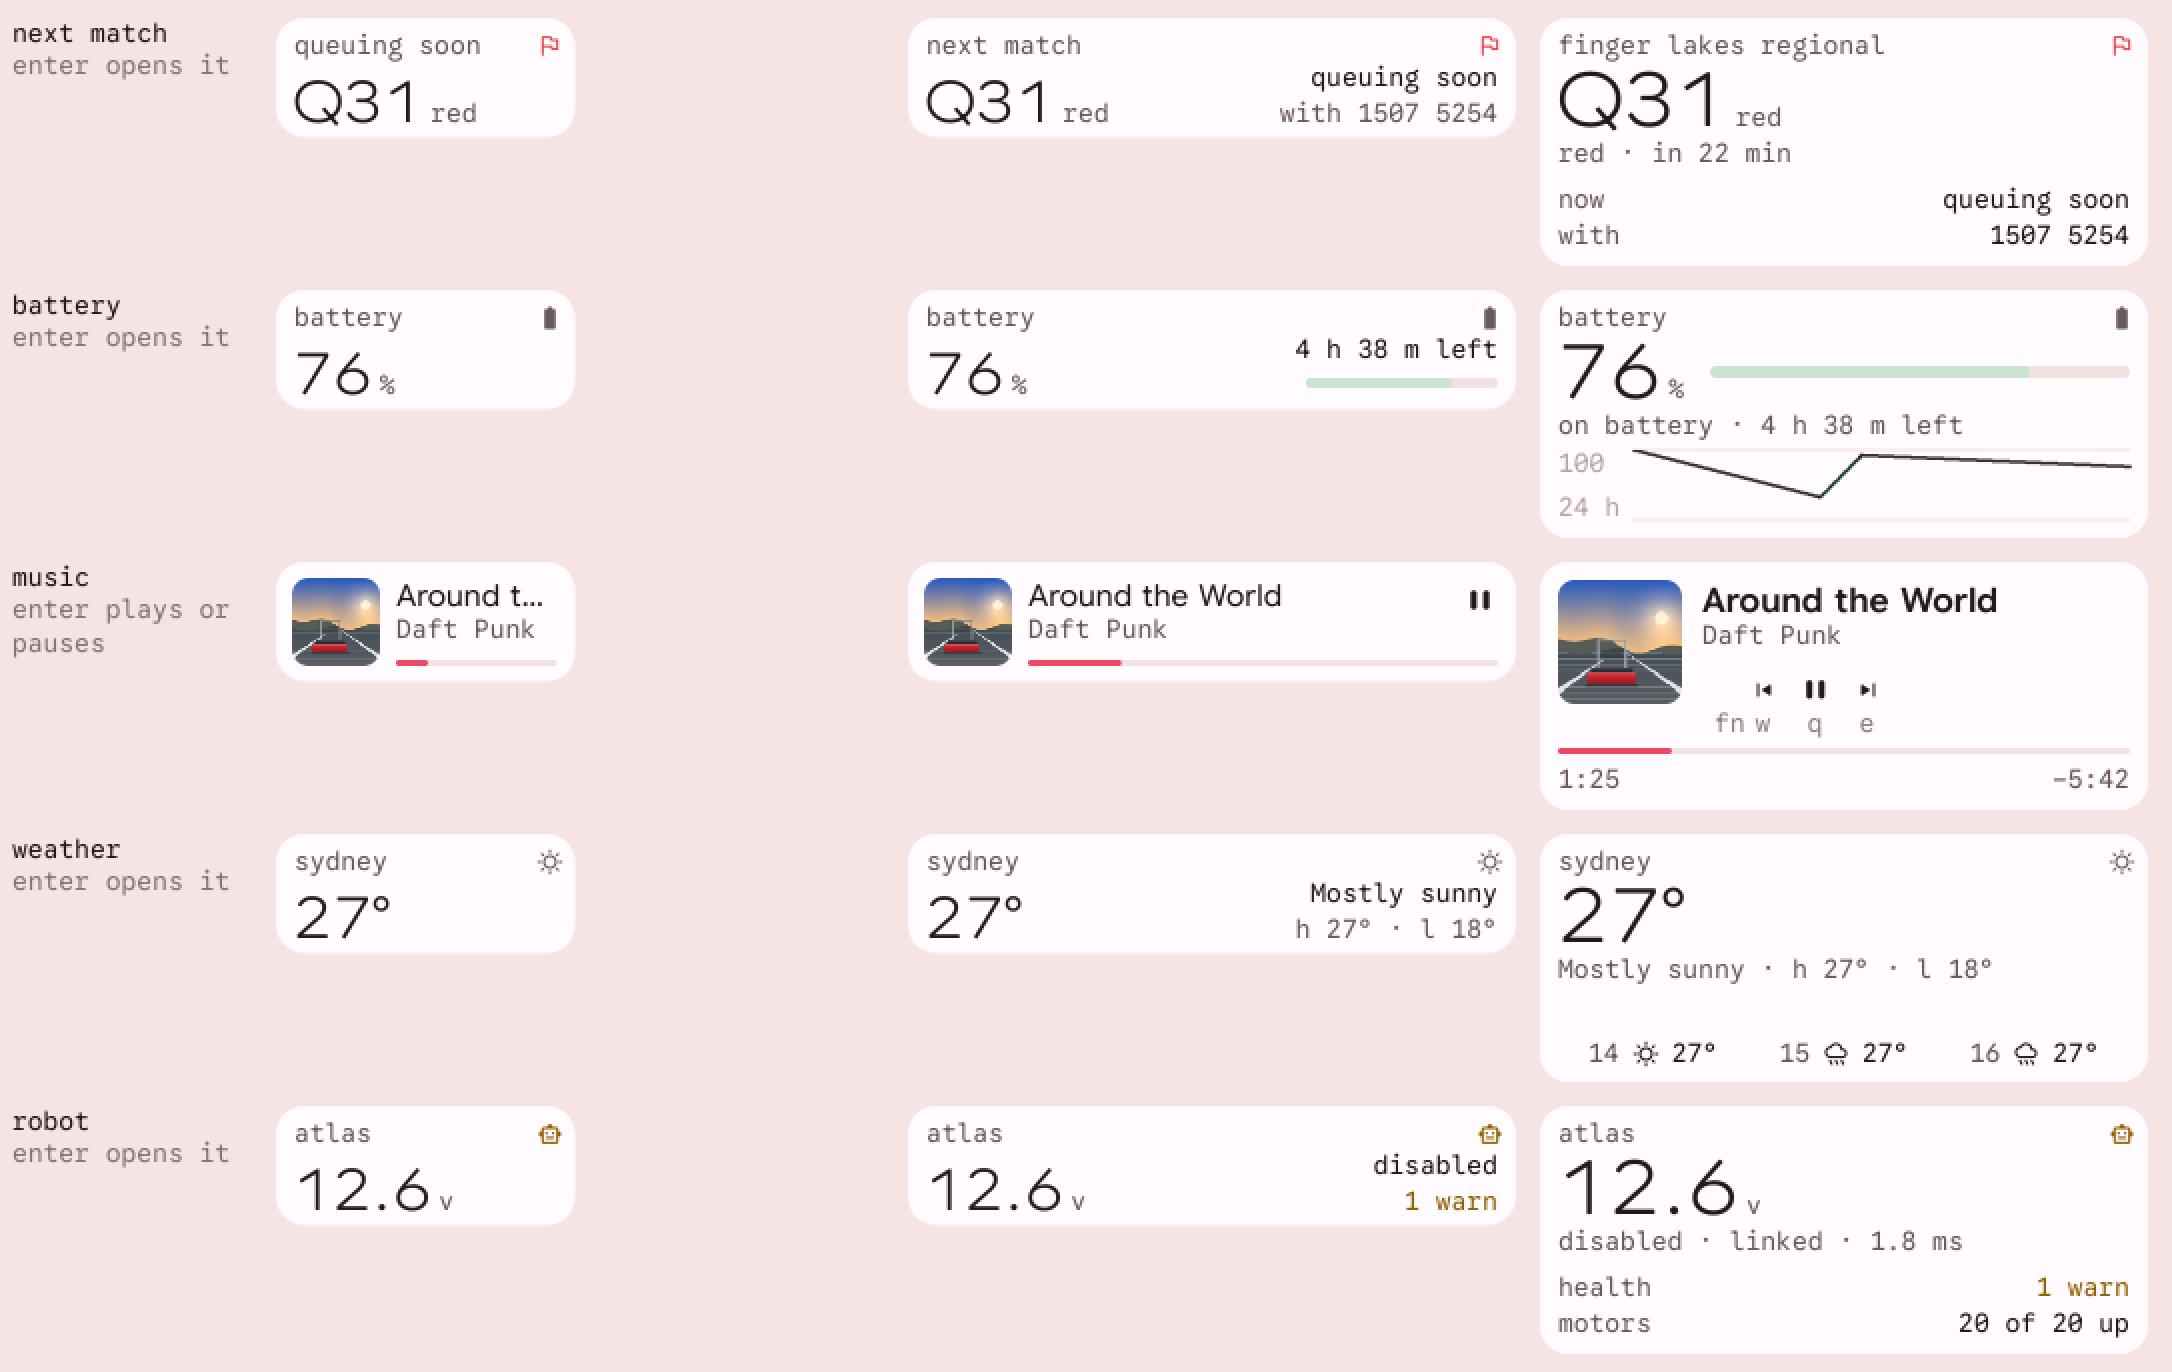 next match
enter opens it
queuing soon
Q31 red
next match
queuing soon
Q31 red
with 1507 5254
finger lakes regional
Q31 red
red · in 22 min
now queuing soon
with 1507 5254
battery
enter opens it
battery
76 %
battery
4 h 38 m left
76 %
battery
76 %
on battery · 4 h 38 m left
100
24 h
music
enter plays or
pauses
Around t...
Daft Punk
Around the World
Daft Punk
Around the World
Daft Punk
fn w q e
1:25 -5:42
weather
enter opens it
sydney
27°
sydney
Mostly sunny
27°
h 27° · l 18°
sydney
27°
Mostly sunny · h 27° · l 18°
14 27° 15 27° 16 27°
robot
enter opens it
atlas
12.6 v
atlas
disabled
12.6 v
1 warn
atlas
12.6 v
disabled · linked · 1.8 ms
health 1 warn
motors 20 of 20 up